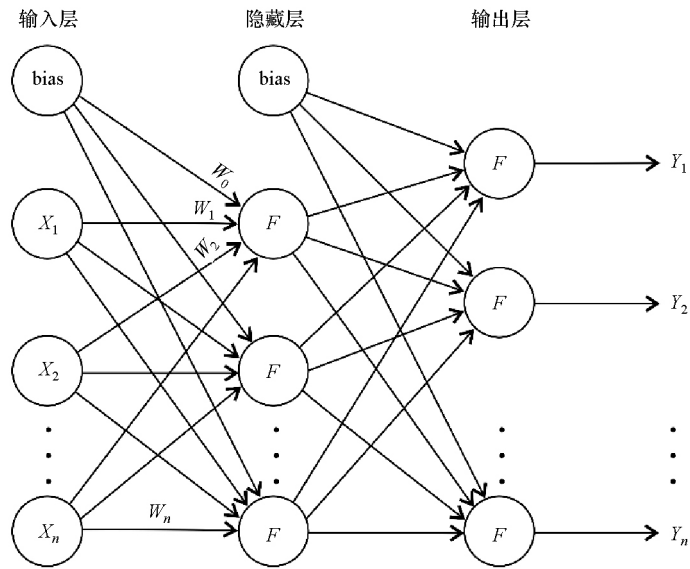 输入层 隐藏层 输出层
bias bias
F Y₁
W₀
X₁ W₁ F
W₂
F Y₂
X₂ F
Xₙ Wₙ F F Yₙ